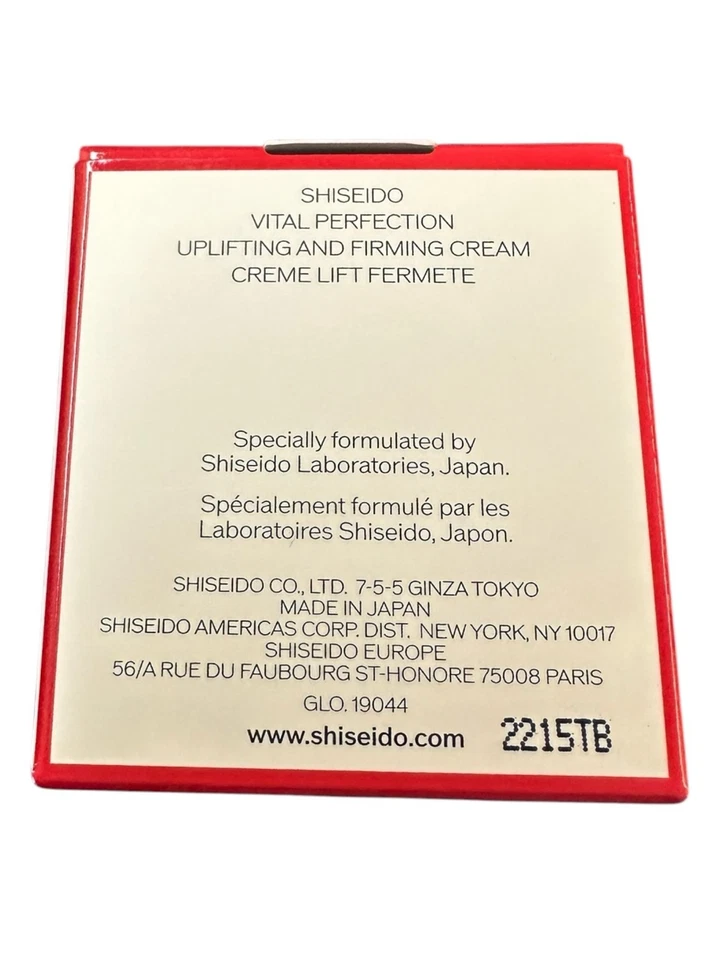 SHISEIDO
VITAL PERFECTION
UPLIFTING AND FIRMING CREAM
CREME LIFT FERMETE
Specially formulated by
Shiseido Laboratories, Japan.
Spécialement formulé par les
Laboratoires Shiseido, Japon.
SHISEIDO CO., LTD. 7-5-5 GINZA TOKYO
MADE IN JAPAN
SHISEIDO AMERICAS CORP. DIST. NEW YORK, NY 10017
SHISEIDO EUROPE
56/A RUE DU FAUBOURG ST-HONORE 75008 PARIS
GLO. 19044
www.shiseido.com 2215TB